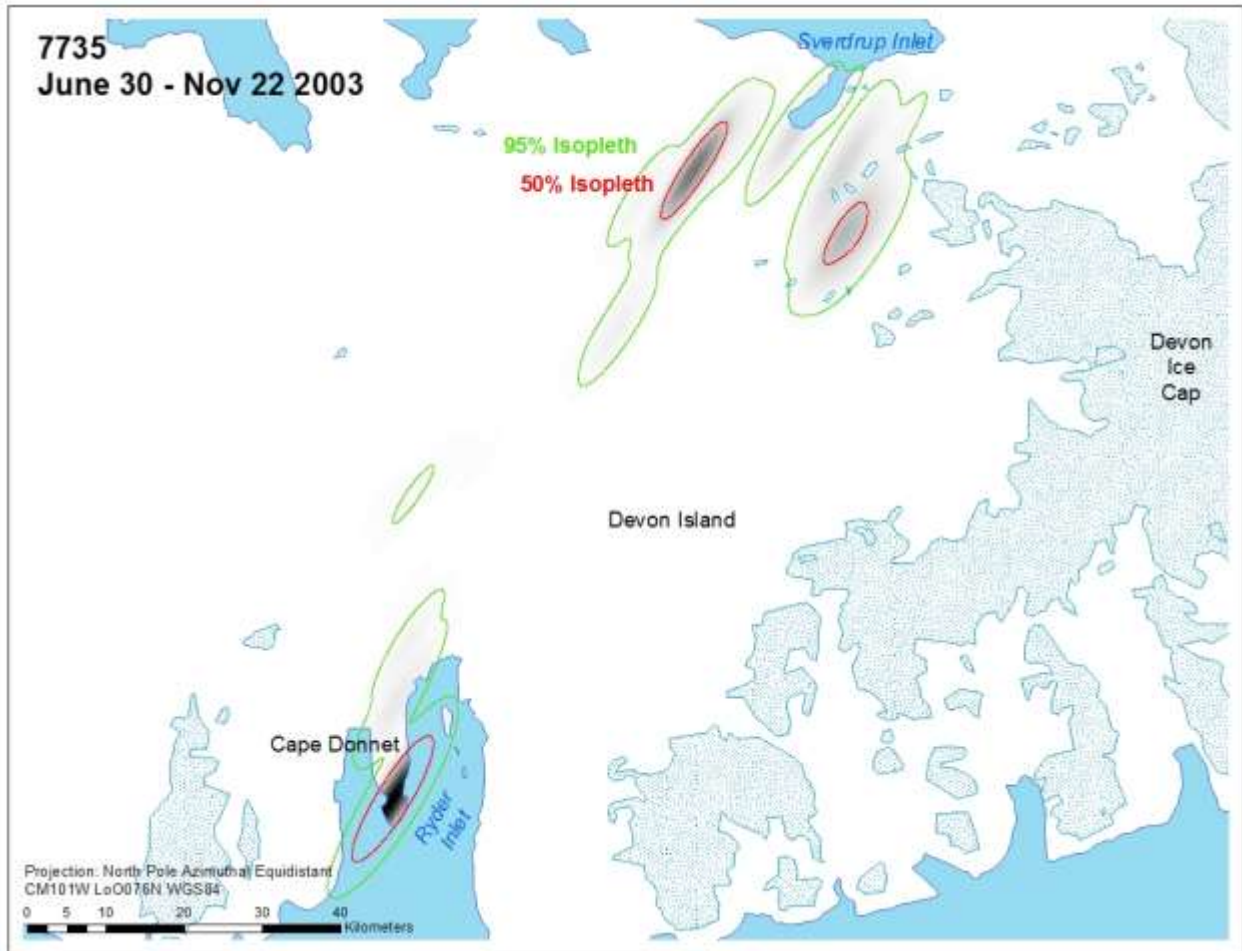 7735
June 30 - Nov 22 2003
Sverdrup Inlet
95% Isopleth
50% Isopleth
Devon
Ice
Cap
Devon Island
Cape Donnet
Ryder
Inlet
Projection: North Pole Azimuthal Equidistant
CM101W LoO076N WGS84
0 5 10 20 30 40
Kilometers